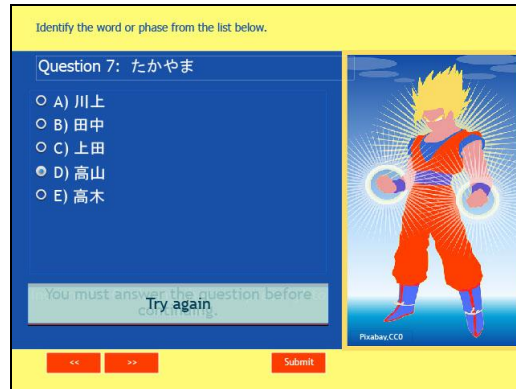 Identify the word or phase from the list below.
Question 7: たかやま
A) 川上
B) 田中
C) 上田
D) 高山
E) 高木
You must answer the question before
continuing.
Try again
Pixabay,CC0
<< >> Submit